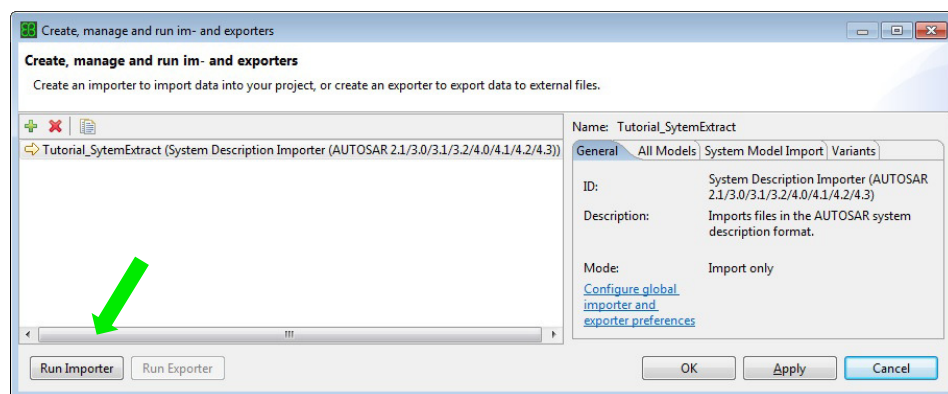 Create, manage and run im- and exporters
Create, manage and run im- and exporters
Create an importer to import data into your project, or create an exporter to export data to external files.
Tutorial_SytemExtract (System Description Importer (AUTOSAR 2.1/3.0/3.1/3.2/4.0/4.1/4.2/4.3))
Name: Tutorial_SytemExtract
General All Models System Model Import Variants
ID: System Description Importer (AUTOSAR
2.1/3.0/3.1/3.2/4.0/4.1/4.2/4.3)
Description: Imports files in the AUTOSAR system
description format.
Mode: Import only
Configure global
importer and
exporter preferences
Run Importer Run Exporter OK Apply Cancel